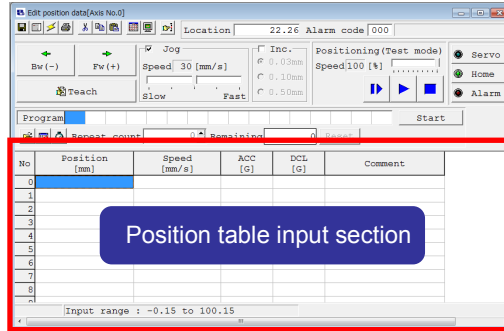 Edit position data[Axis No.0]
Location 22.26 Alarm code 000
Jog
Inc.
Positioning(Test mode)
Bw(-) Fw(+) Speed 30 [mm/s] 0.03mm Speed 100 [%] Servo
0.10mm Home
Teach Slow Fast 0.50mm Alarm
Program Start
Repeat count 0 Remaining 0 Reset
No Position [mm] Speed [mm/s] ACC [G] DCL [G] Comment
0
1
2
3
4
5
6
7
8
Position table input section
Input range : -0.15 to 100.15